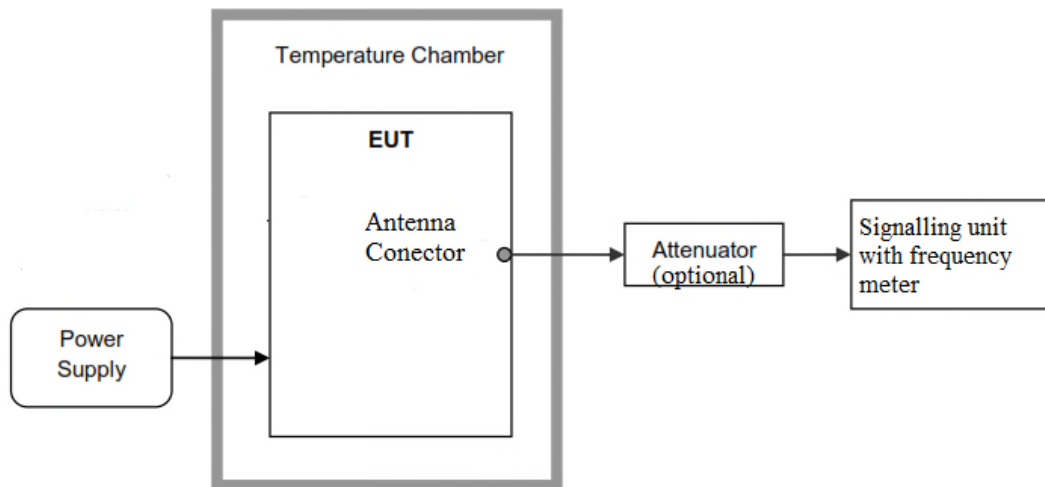 Temperature Chamber
EUT
Antenna
Conector
Attenuator
(optional)
Signalling unit
with frequency
meter
Power
Supply